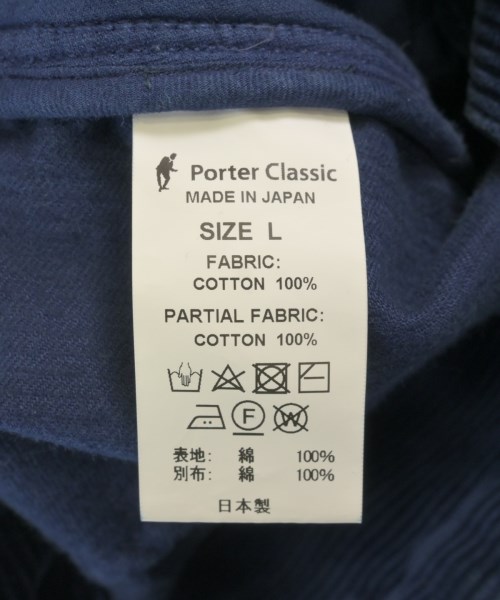 Porter Classic
MADE IN JAPAN
SIZE L
FABRIC:
COTTON 100%
PARTIAL FABRIC:
COTTON 100%
F W
表地: 綿 100%
別布: 綿 100%
日本製